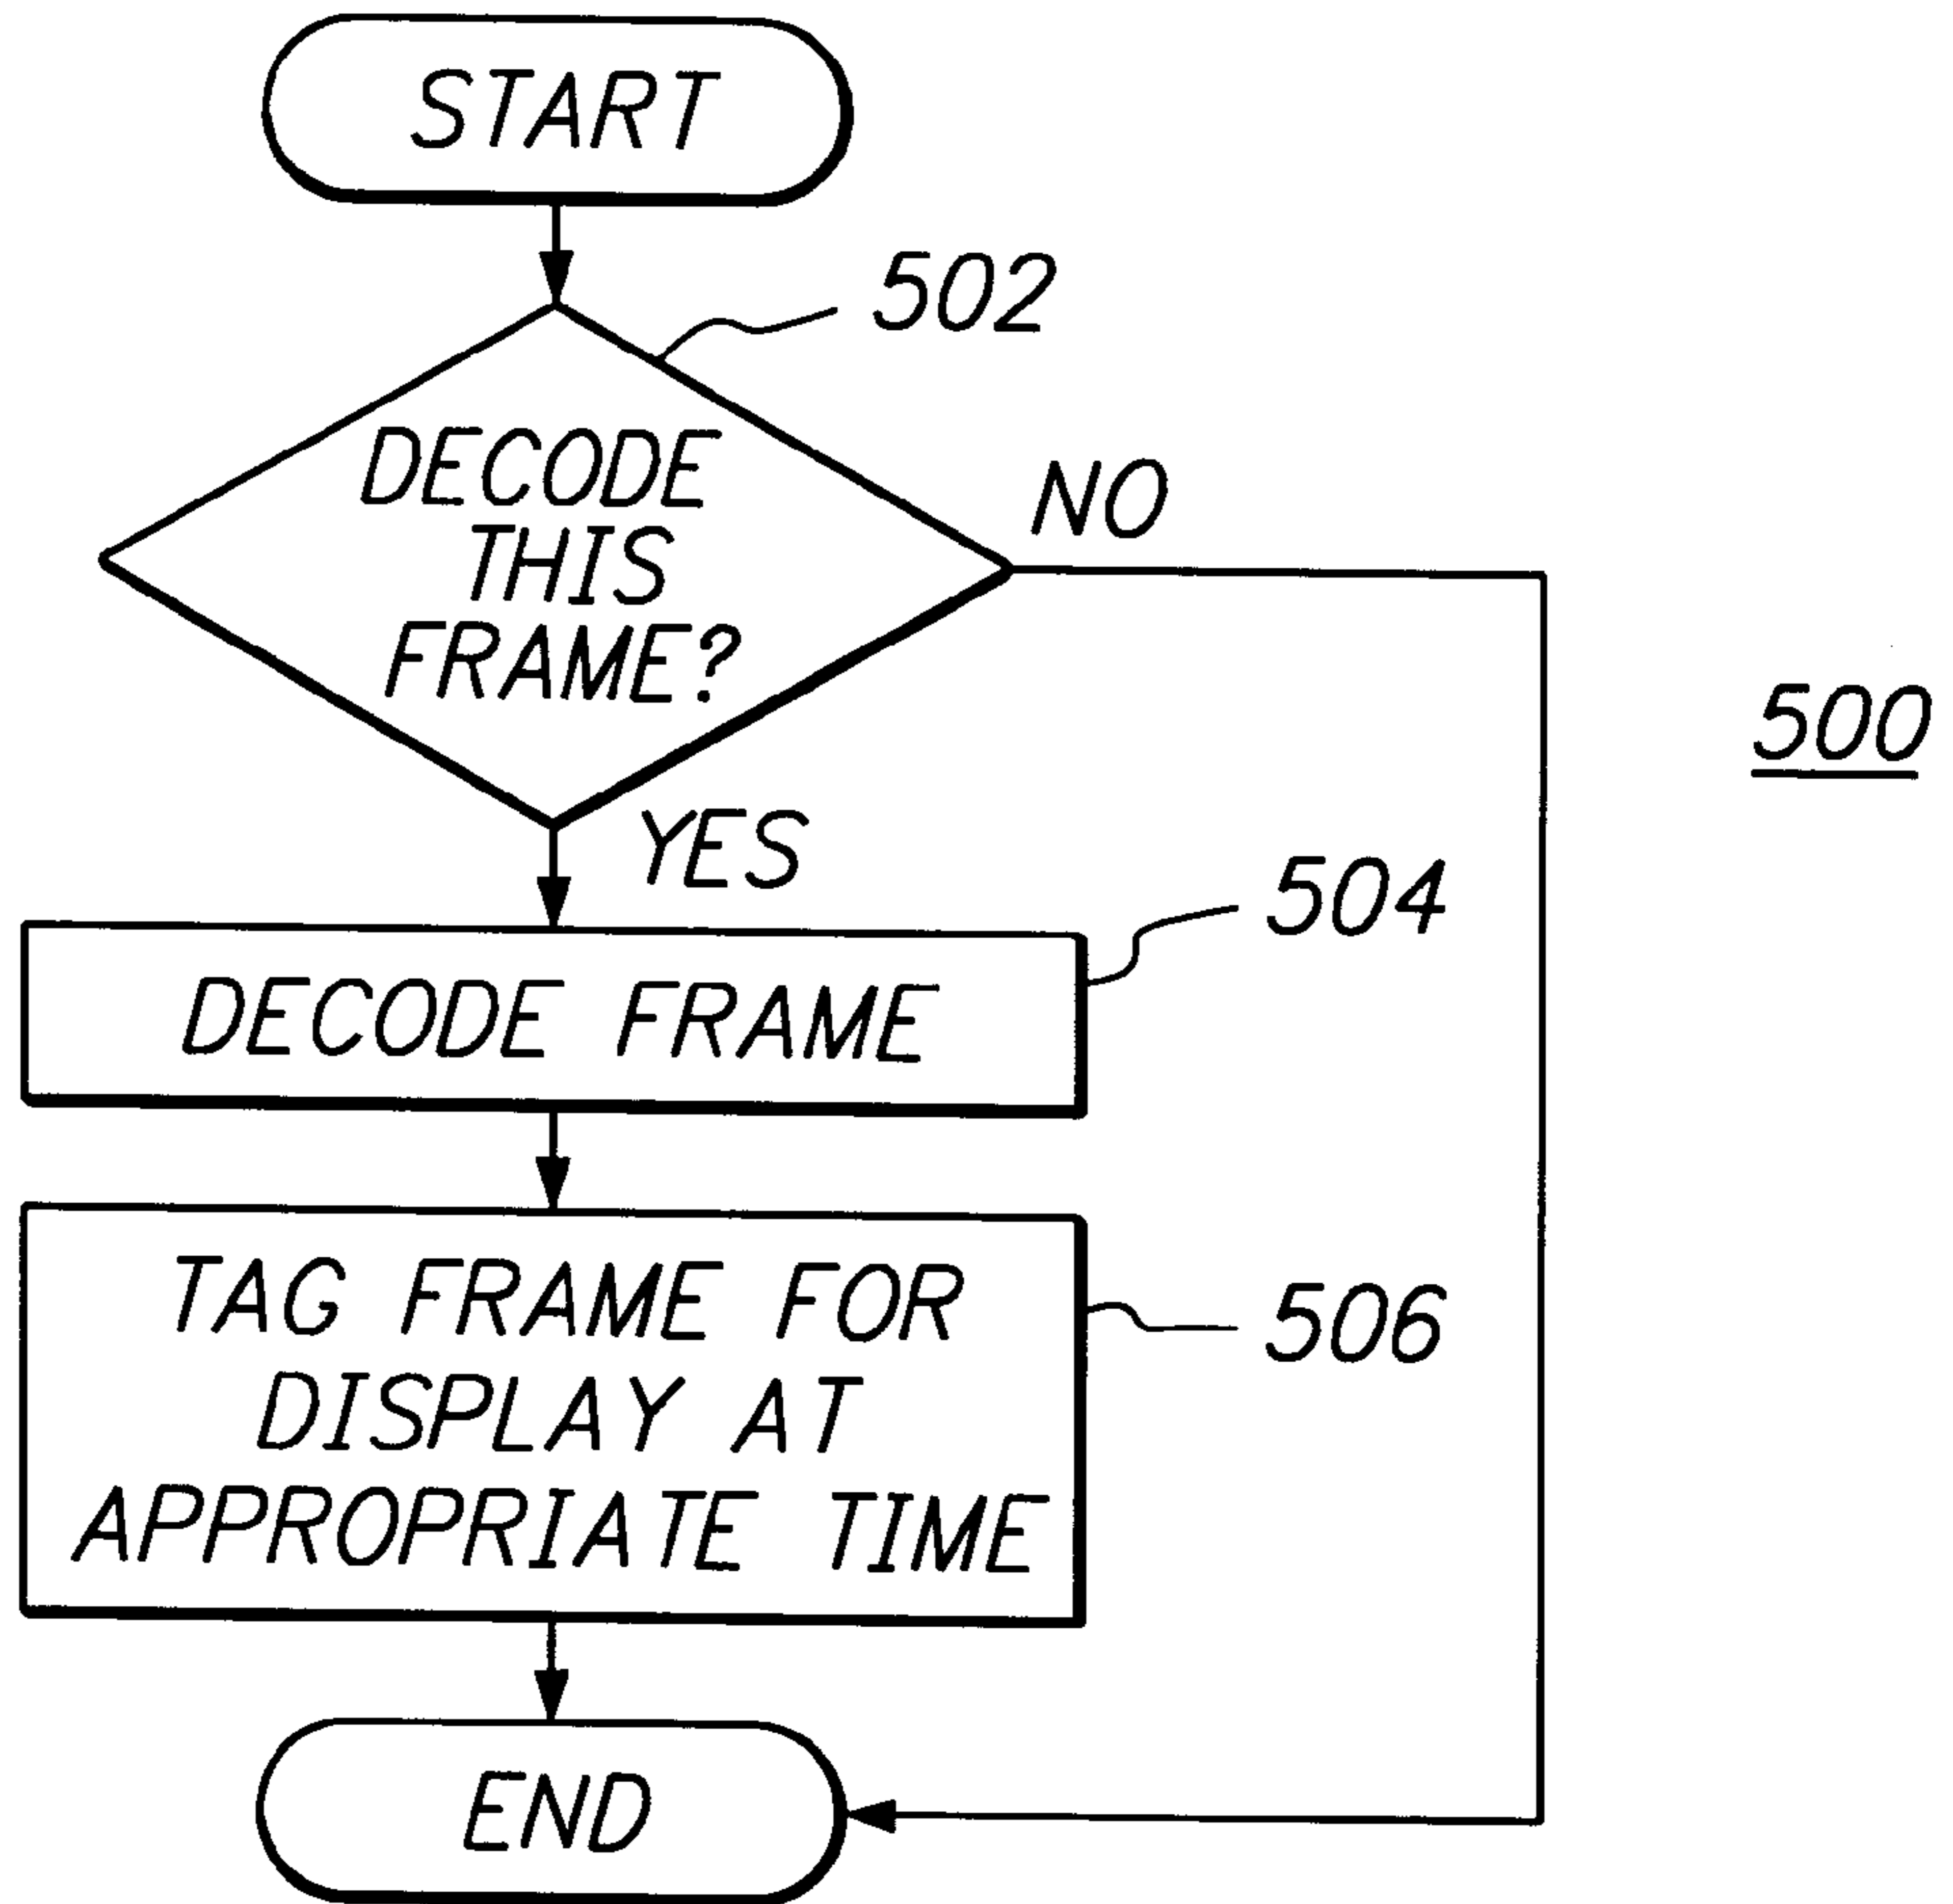 START
502
DECODE
THIS
FRAME?
NO
500
YES
504
DECODE FRAME
TAG FRAME FOR
DISPLAY AT
APPROPRIATE TIME
506
END